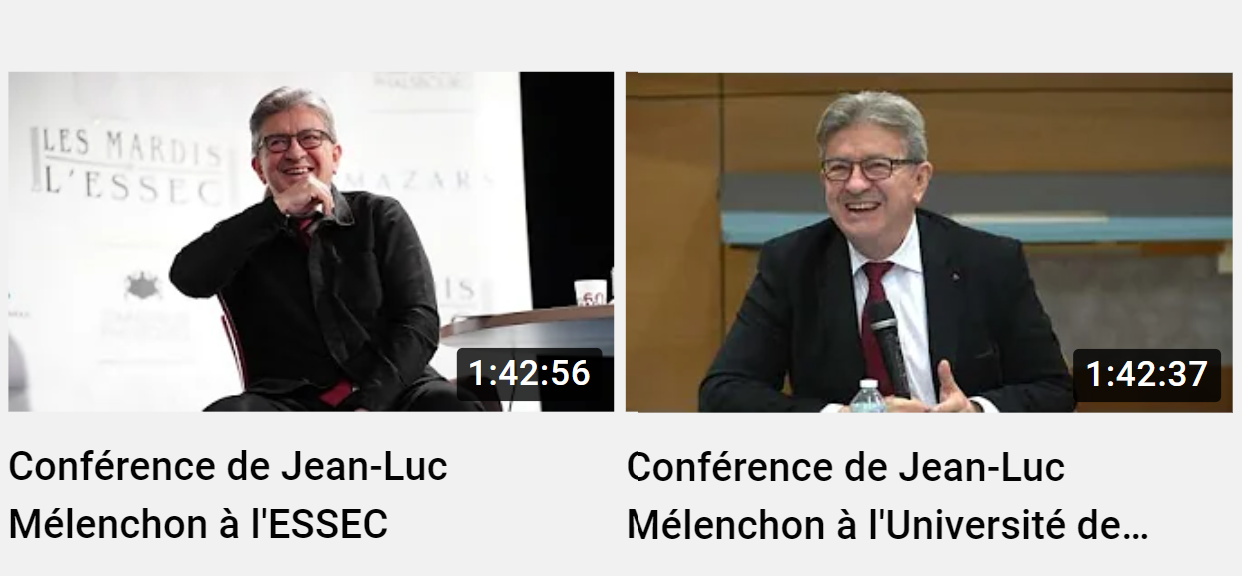 LES MARDIS
L'ESSEC
MAZARS
1:42:56
1:42:37
Conférence de Jean-Luc
Mélenchon à l'ESSEC
Conférence de Jean-Luc
Mélenchon à l'Université de…